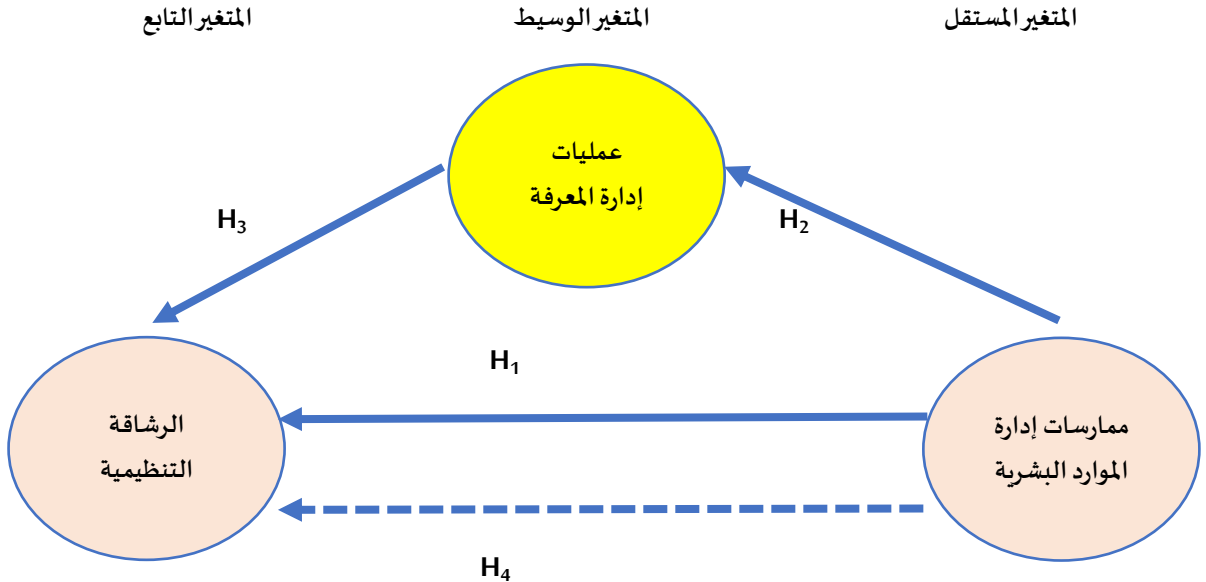 المتغير المستقل
المتغير الوسيط
المتغير التابع
عمليات
إدارة المعرفة
H₂
H₃
H₁
ممارسات إدارة
الموارد البشرية
الرشاقة
التنظيمية
H₄